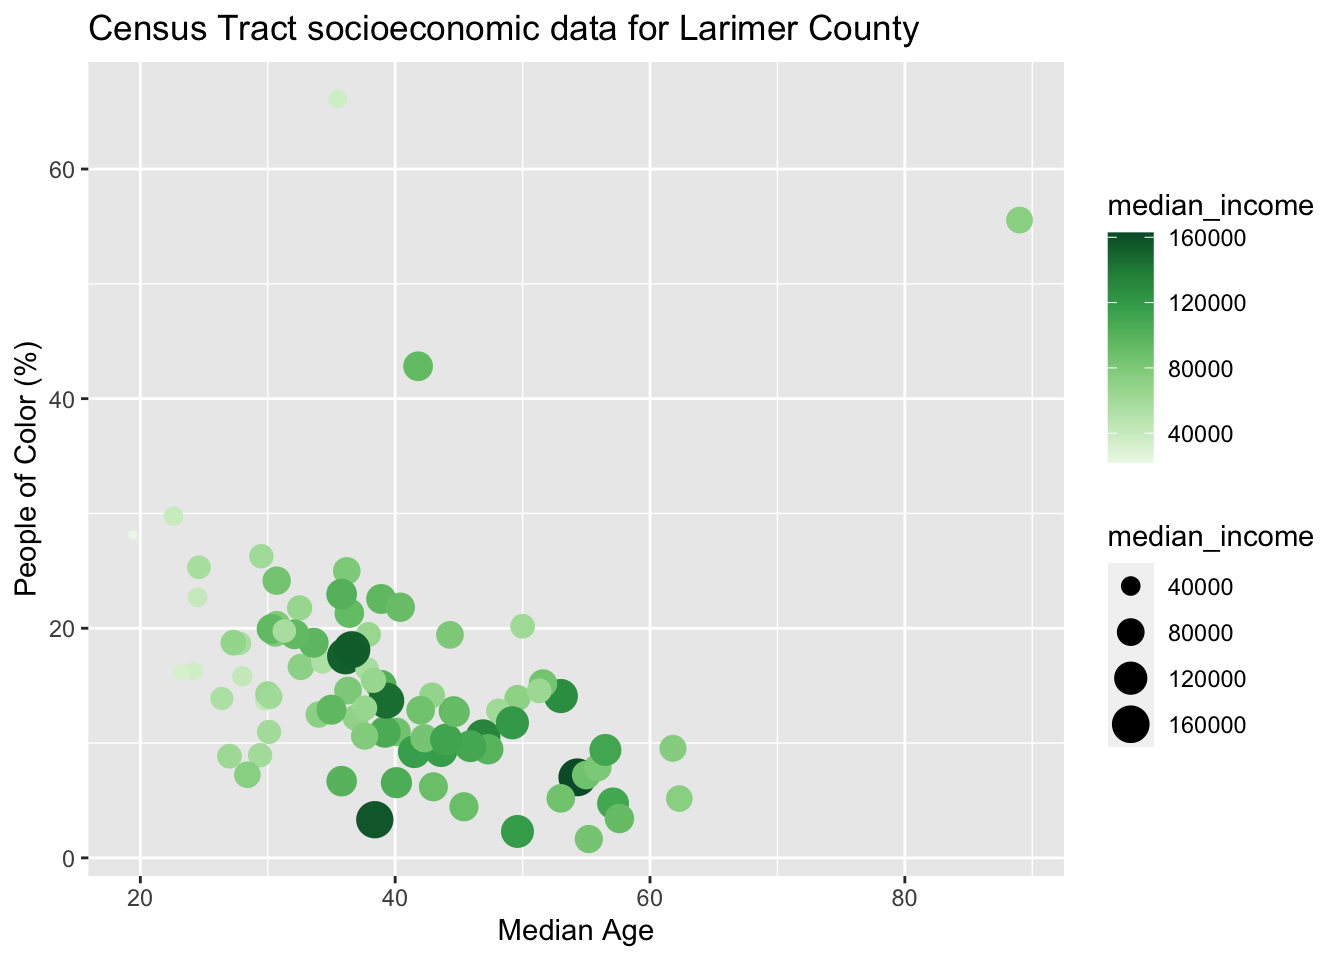 Census Tract socioeconomic data for Larimer County
People of Color (%)
60
40
20
0
20 40 60 80
Median Age
median_income
160000
120000
80000
40000
median_income
40000
80000
120000
160000